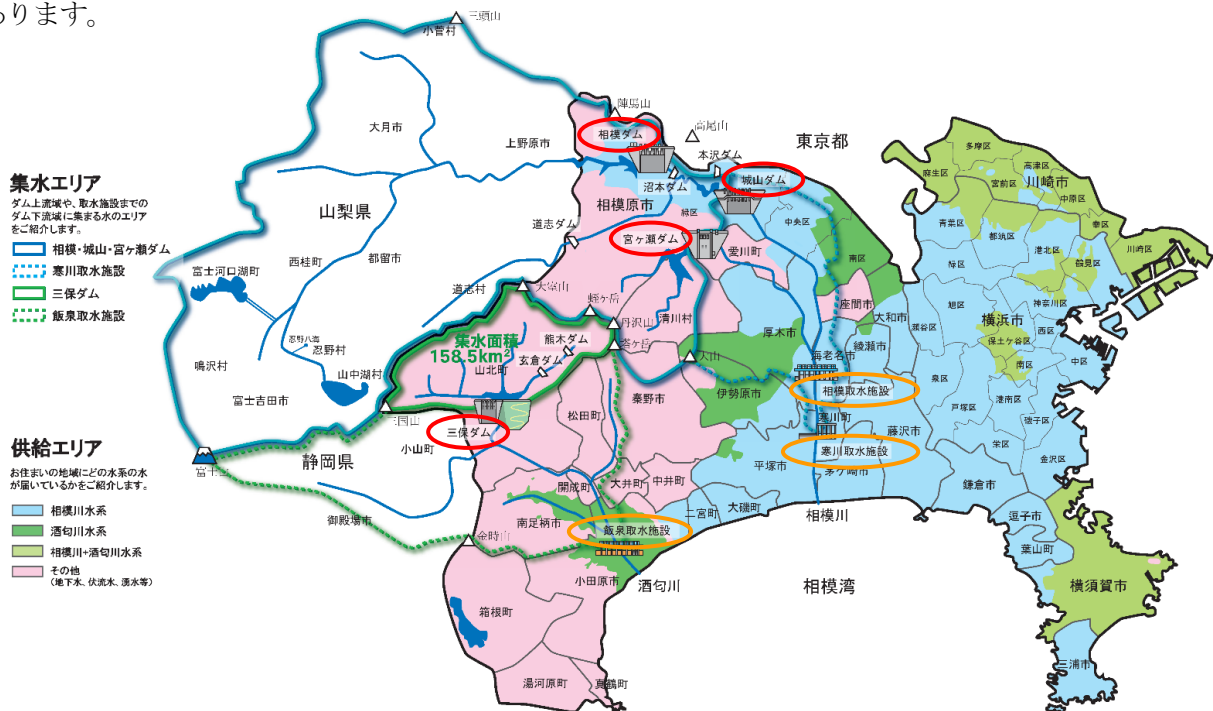 あります。
三頭山
小菅村
大月市
上野原市
陣馬山
相模ダム
高尾山
東京都
本沢ダム
城山ダム
沼本ダム
相模原市
緑区
中央区
南区
道志ダム
宮ヶ瀬ダム
愛川町
座間市
大和市
集水エリア
ダム上流域や、取水施設までの
ダム下流域に集まる水のエリア
をご紹介します。
相模・城山・宮ヶ瀬ダム
寒川取水施設
三保ダム
飯泉取水施設
山梨県
富士河口湖町
西桂町
都留市
道志村
大室山
蛭ヶ岳
丹沢山
塔ヶ岳
清川村
厚木市
大山
海老名市
綾瀬市
忍野八海
忍野村
鳴沢村
山中湖村
富士吉田市
集水面積
158.5km²
熊木ダム
玄倉ダム
山北町
伊勢原市
秦野市
松田町
相模取水施設
寒川町
藤沢市
寒川取水施設
茅ヶ崎市
平塚市
三国山
三保ダム
小山町
静岡県
富士山
御殿場市
金時山
開成町
大井町
中井町
南足柄市
飯泉取水施設
二宮町
大磯町
相模川
鎌倉市
逗子市
葉山町
横須賀市
三浦市
小田原市
酒匂川
相模湾
箱根町
湯河原町
真鶴町
供給エリア
お住まいの地域にどの水系の水
が届いているかをご紹介します。
相模川水系
酒匂川水系
相模川+酒匂川水系
その他
(地下水、伏流水、湧水等)
多摩区
麻生区
高津区
宮前区
川崎市
中原区
幸区
川崎区
青葉区
都筑区
港北区
鶴見区
緑区
神奈川区
旭区
瀬谷区
横浜市
西区
保土ケ谷区
中区
南区
泉区
戸塚区
港南区
磯子区
栄区
金沢区